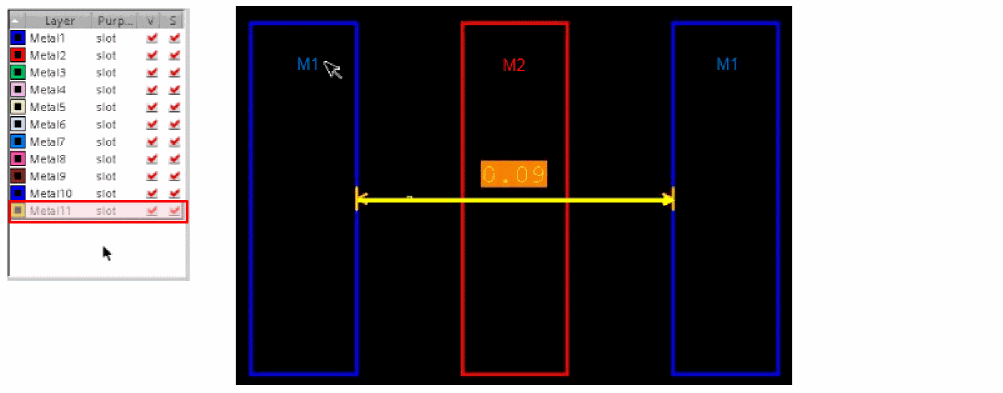 Layer Purp... V S
Metal1 slot
Metal2 slot
Metal3 slot
Metal4 slot
Metal5 slot
Metal6 slot
Metal7 slot
Metal8 slot
Metal9 slot
Metal10 slot
Metal11 slot
M1 M2 M1
0.09